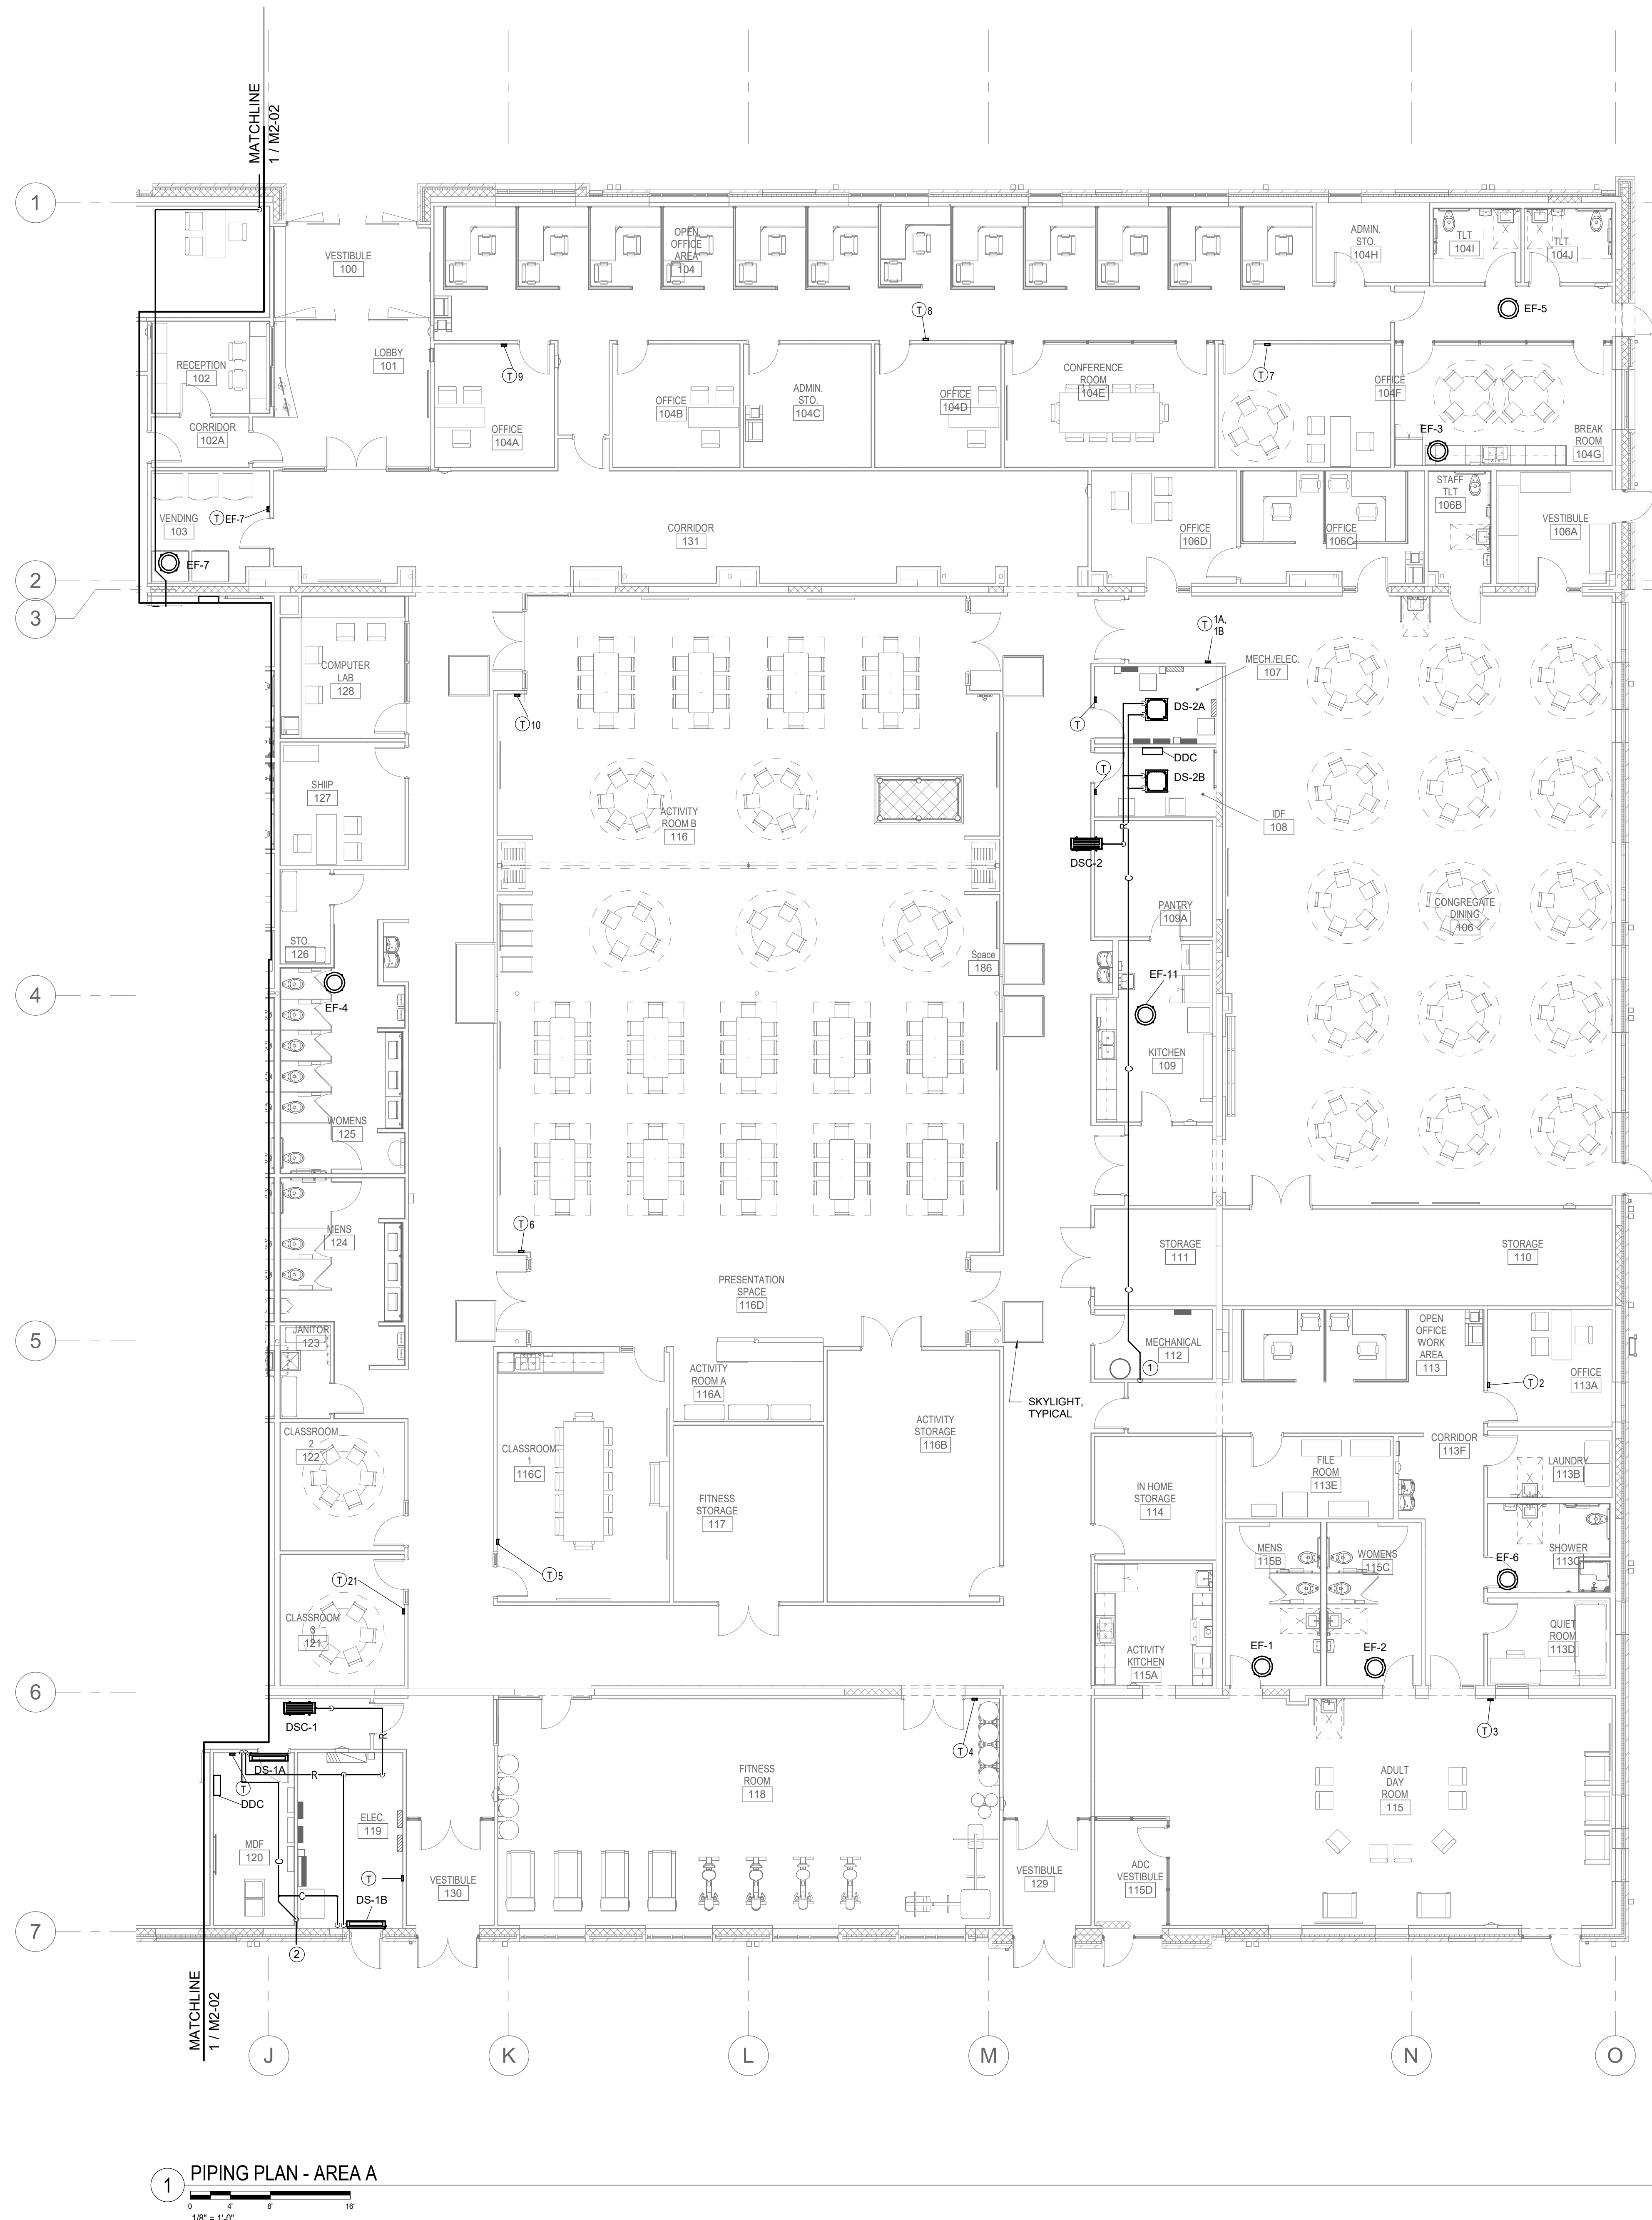 MATCHLINE
1 / M2-02
1
VESTIBULE
100
OPEN
OFFICE
AREA
104
ADMIN.
STO.
104H
TLT
104I
TLT.
104J
EF-5
T 8
T 9
T 7
RECEPTION
102
LOBBY
101
CORRIDOR
102A
OFFICE
104A
OFFICE
104B
ADMIN.
STO.
104C
OFFICE
104D
CONFERENCE
ROOM
104E
OFFICE
104F
EF-3
BREAK
ROOM
104G
VENDING
103
T EF-7
EF-7
CORRIDOR
131
OFFICE
106D
OFFICE
106C
STAFF
TLT
106B
VESTIBULE
106A
2
3
COMPUTER
LAB
128
T 10
T 1A,
1B
MECH./ELEC.
107
T
DS-2A
DDC
T
DS-2B
IDF
108
SHIIP
127
ACTIVITY
ROOM B
116
R
DSC-2
C
PANTRY
109A
CONGREGATE
DINING
106
STO.
126
Space
186
4
EF-4
EF-11
KITCHEN
109
C
WOMENS
125
MENS
124
T 6
STORAGE
111
STORAGE
110
PRESENTATION
SPACE
116D
C
5
JANITOR
123
MECHANICAL
112
1
OPEN
OFFICE
WORK
AREA
113
OFFICE
113A
T 2
ACTIVITY
ROOM A
116A
SKYLIGHT,
TYPICAL
CLASSROOM
2
122
CLASSROOM
1
116C
ACTIVITY
STORAGE
116B
CORRIDOR
113F
FILE
ROOM
113E
LAUNDRY
113B
FITNESS
STORAGE
117
IN HOME
STORAGE
114
MENS
115B
WOMENS
115C
SHOWER
113C
EF-6
T 5
T 21
CLASSROOM
3
121
EF-1
EF-2
QUIET
ROOM
113D
ACTIVITY
KITCHEN
115A
6
DSC-1
R
T 4
T 3
DS-1A
R
T
DDC
FITNESS
ROOM
118
ADULT
DAY
ROOM
115
ELEC.
119
MDF
120
C
T
C
DS-1B
VESTIBULE
130
VESTIBULE
129
ADC
VESTIBULE
115D
7
2
MATCHLINE
1 / M2-02
J
K
L
M
N
O
1
PIPING PLAN - AREA A
0 4' 8' 16'
1/8" = 1'-0"